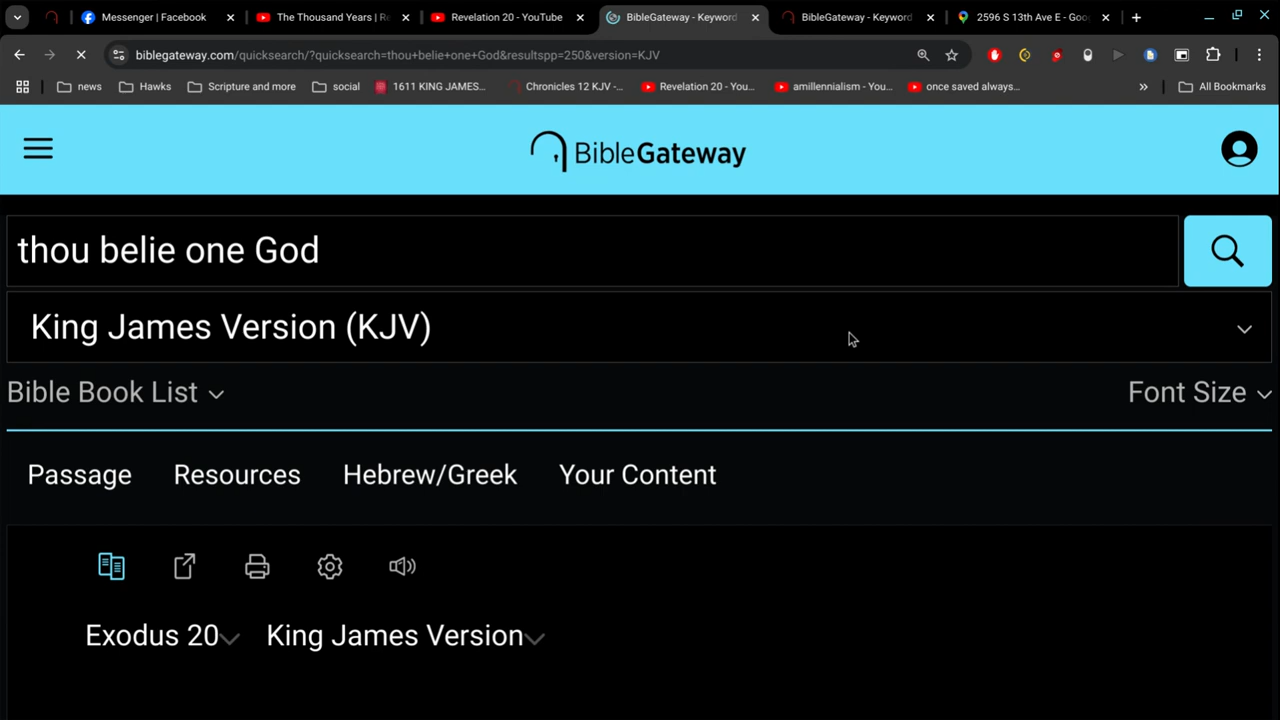 Messenger | Facebook
The Thousand Years | Re
Revelation 20 - YouTube
BibleGateway - Keyword
BibleGateway - Keyword
2596 S 13th Ave E - Goo
biblegateway.com/quicksearch/?quicksearch=thou+belie+one+God&resultspp=250&version=KJV
news
Hawks
Scripture and more
social
1611 KING JAMES...
Chronicles 12 KJV -...
Revelation 20 - You...
amillennialism - You...
once saved always...
All Bookmarks
BibleGateway
thou belie one God
King James Version (KJV)
Bible Book List
Font Size
Passage
Resources
Hebrew/Greek
Your Content
Exodus 20
King James Version